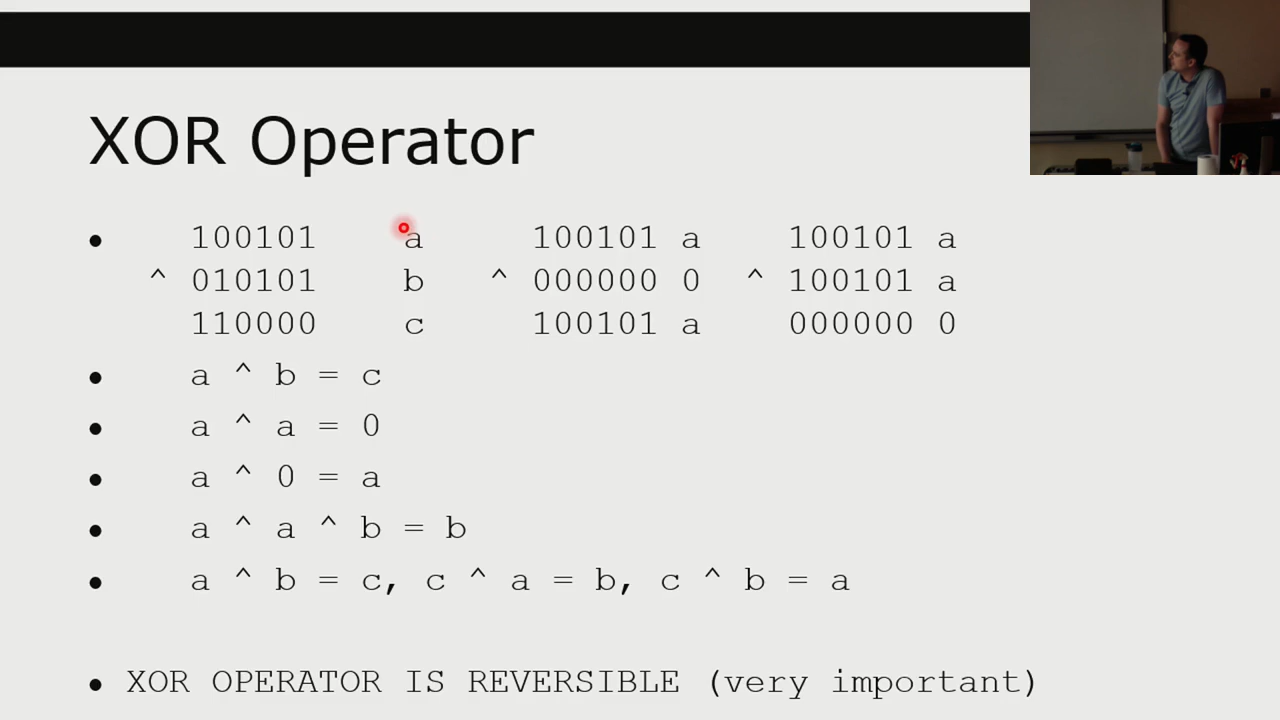 XOR Operator
• 100101 a 100101 a 100101 a
^ 010101 b ^ 000000 0 ^ 100101 a
110000 c 100101 a 000000 0
• a ^ b = c
• a ^ a = 0
• a ^ 0 = a
• a ^ a ^ b = b
• a ^ b = c, c ^ a = b, c ^ b = a
• XOR OPERATOR IS REVERSIBLE (very important)